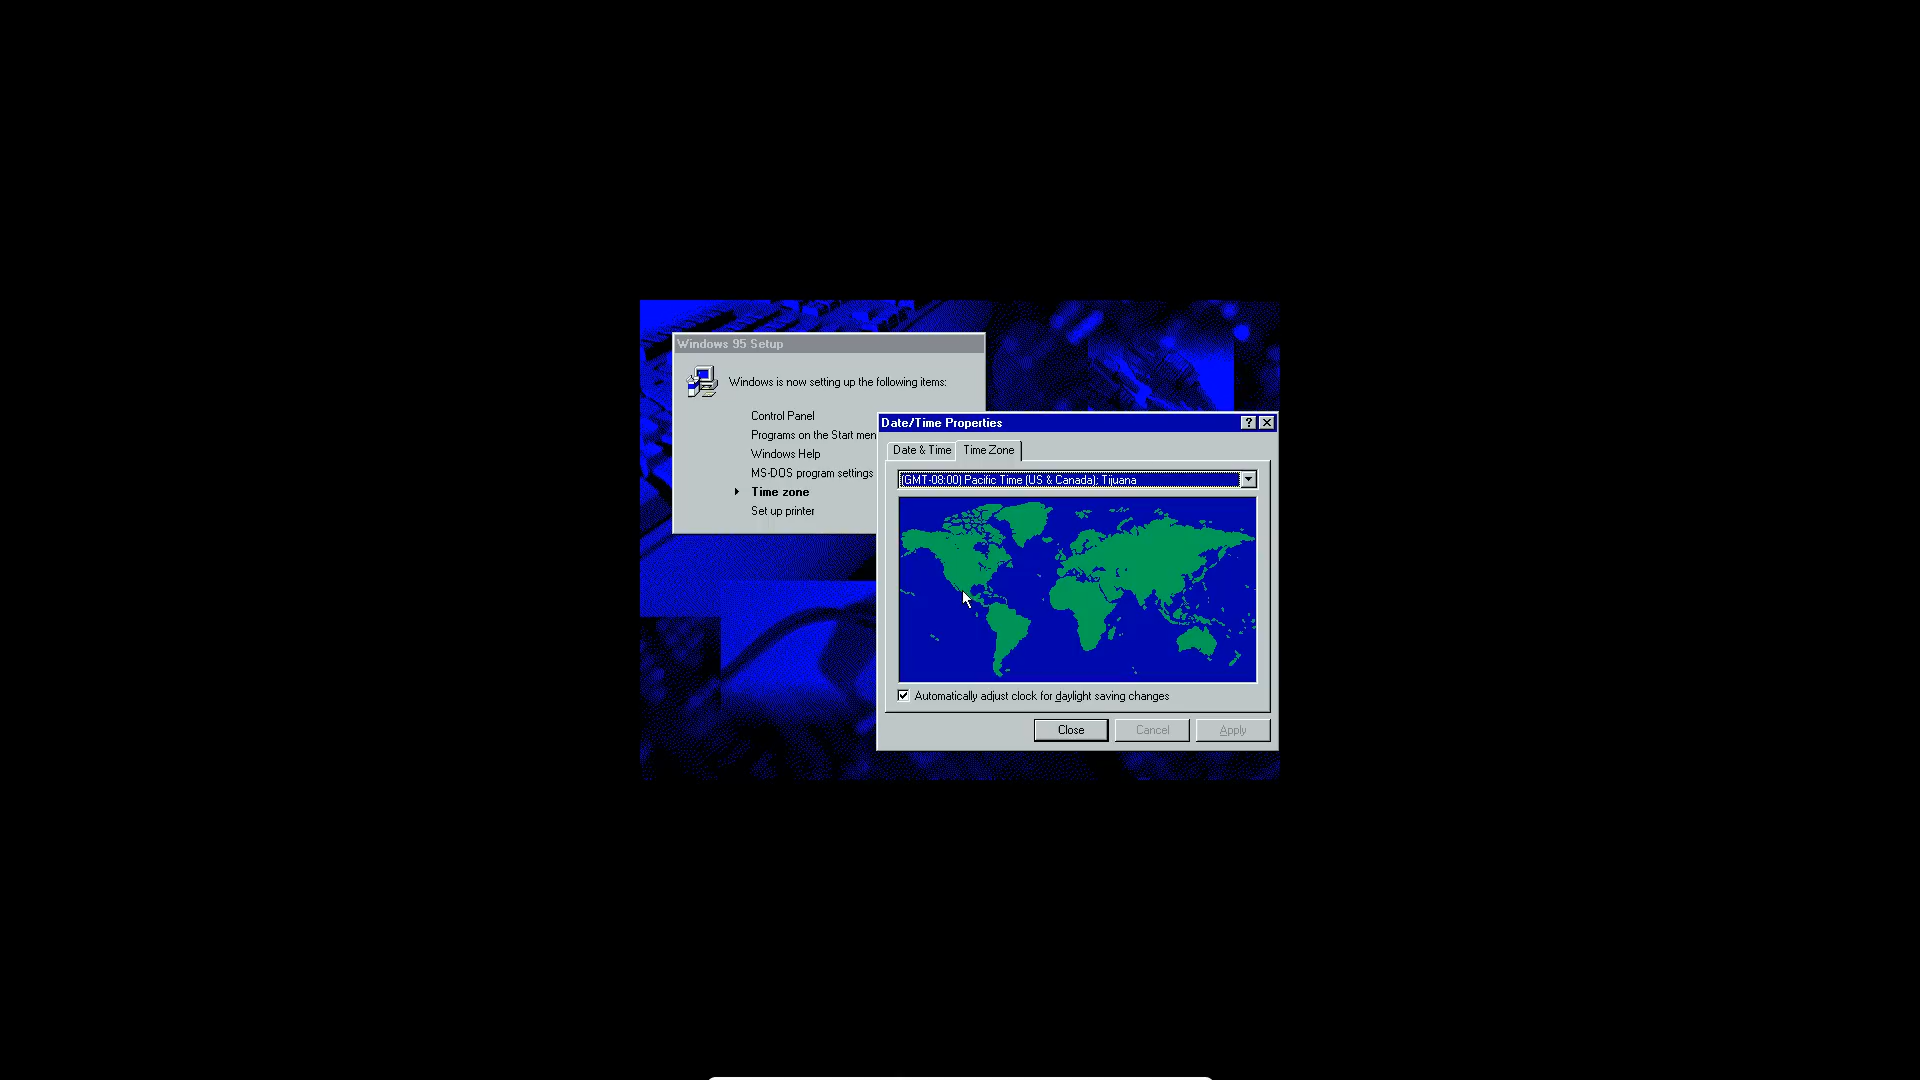 Windows 95 Setup
Windows is now setting up the following items:
Control Panel
Programs on the Start men
Windows Help
MS-DOS program settings
Time zone
Set up printer
Date/Time Properties
Date & Time
Time Zone
(GMT-08:00) Pacific Time (US & Canada); Tijuana
Automatically adjust clock for daylight saving changes
Close
Cancel
Apply